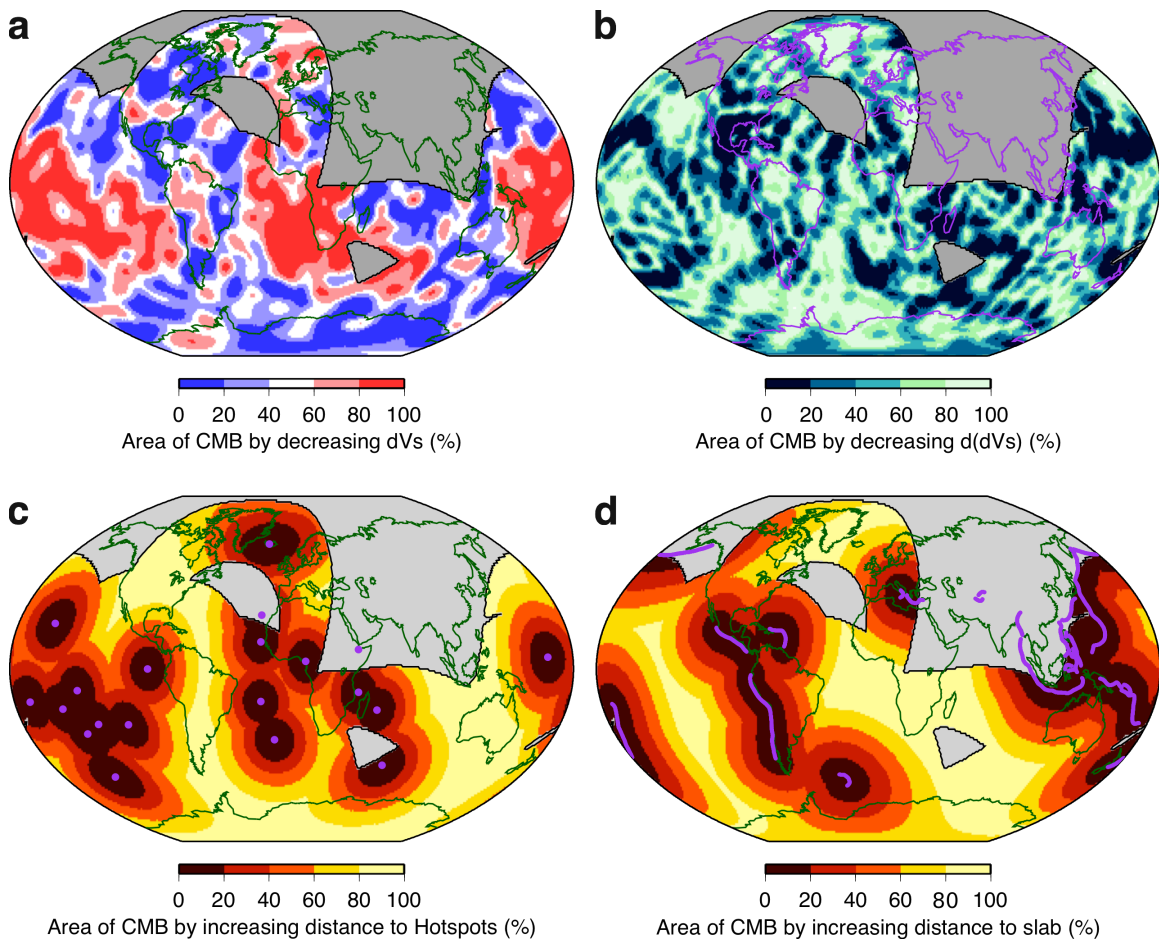 a
b
0 20 40 60 80 100
Area of CMB by decreasing dVs (%)
0 20 40 60 80 100
Area of CMB by decreasing d(dVs) (%)
c
d
0 20 40 60 80 100
Area of CMB by increasing distance to Hotspots (%)
0 20 40 60 80 100
Area of CMB by increasing distance to slab (%)